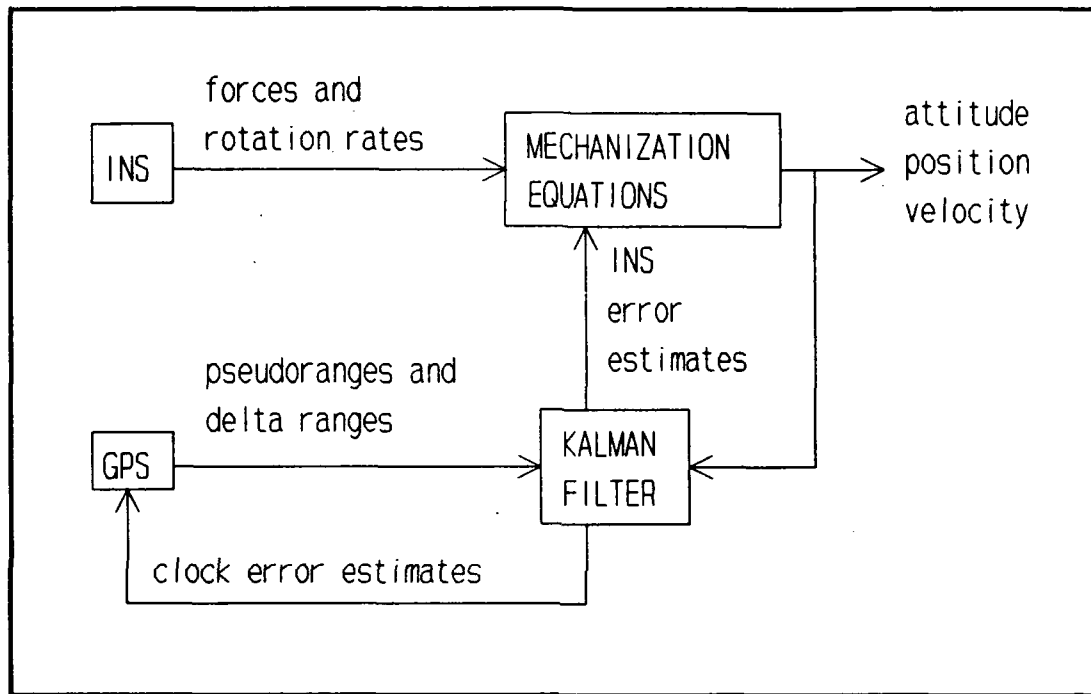 forces and
rotation rates
INS
MECHANIZATION
EQUATIONS
attitude
position
velocity
INS
error
estimates
pseudoranges and
delta ranges
GPS
KALMAN
FILTER
clock error estimates